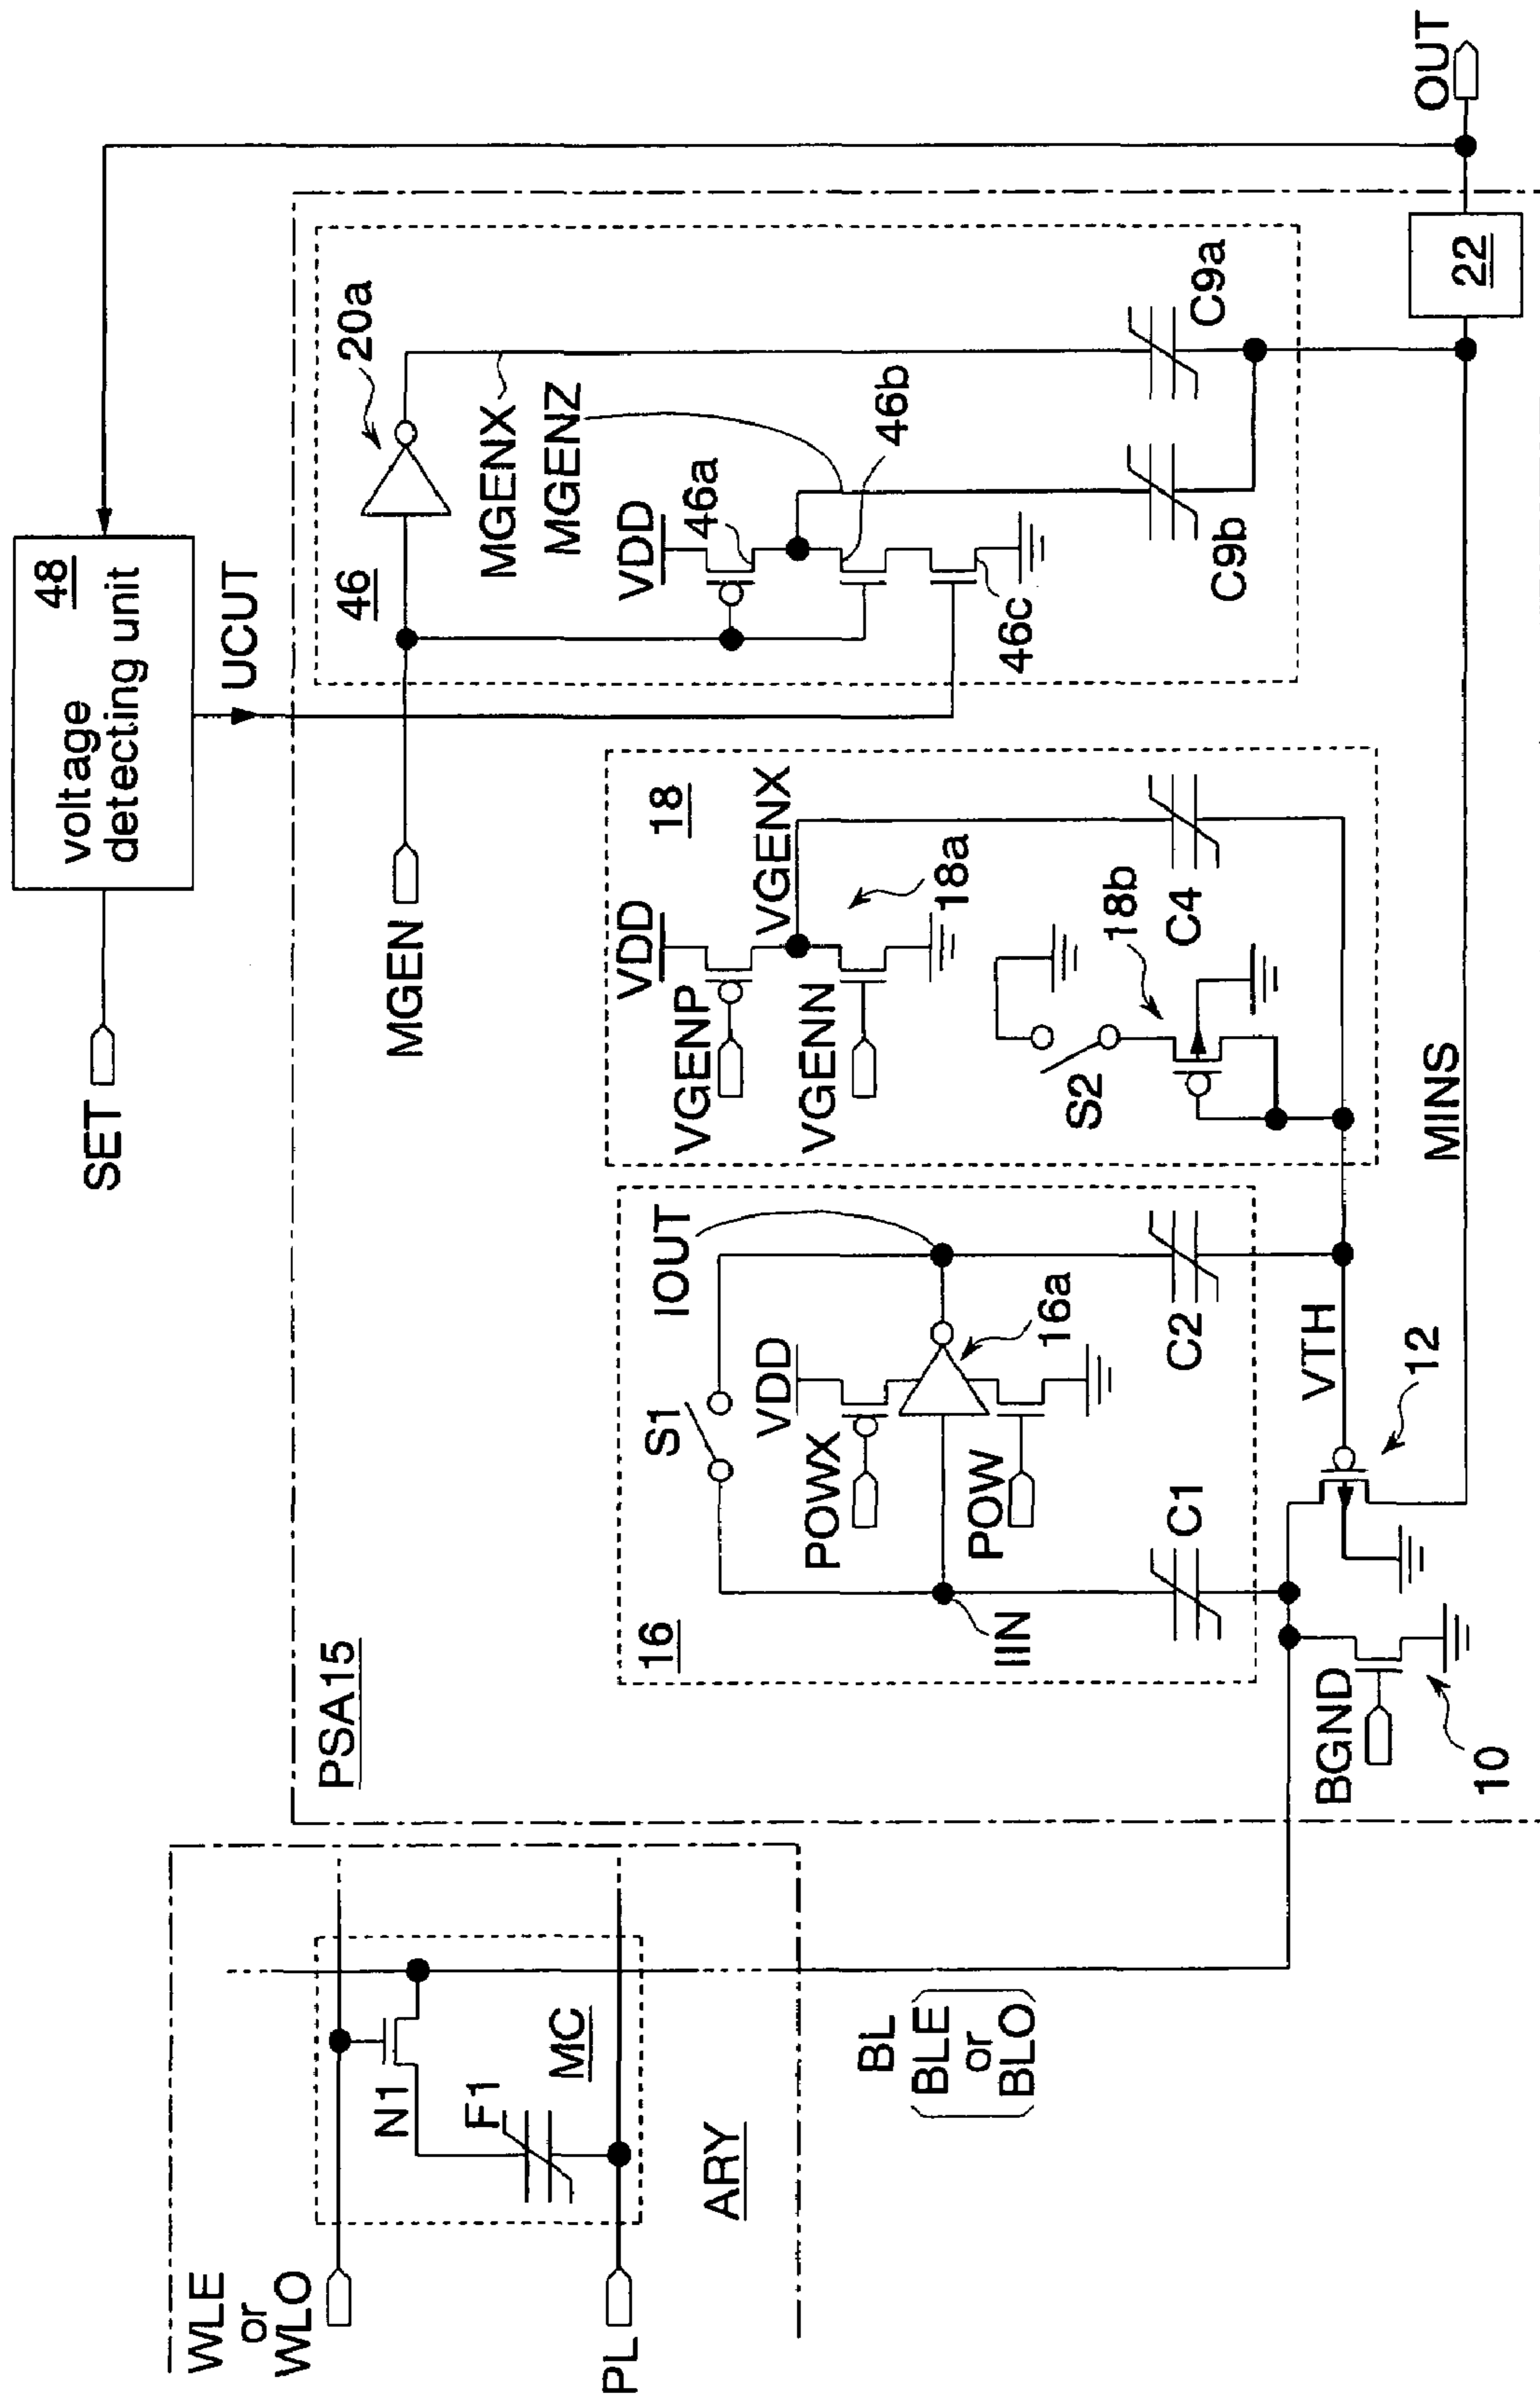 SET
48
voltage
detecting unit
UCUT
OUT
PSA15
MGEN
46
20a
MGENX
MGENZ
VDD
46a
46b
46c
C9b
C9a
22
16
S1
IOUT
VDD
POWX
POW
16a
IIN
C1
C2
18
VDD
VGENP
VGENX
VGENN
18a
S2
18b
C4
VTH
12
MINS
BGND
10
WLE
or
WLO
N1
F1
MC
PL
ARY
BL
BLE
or
BLO